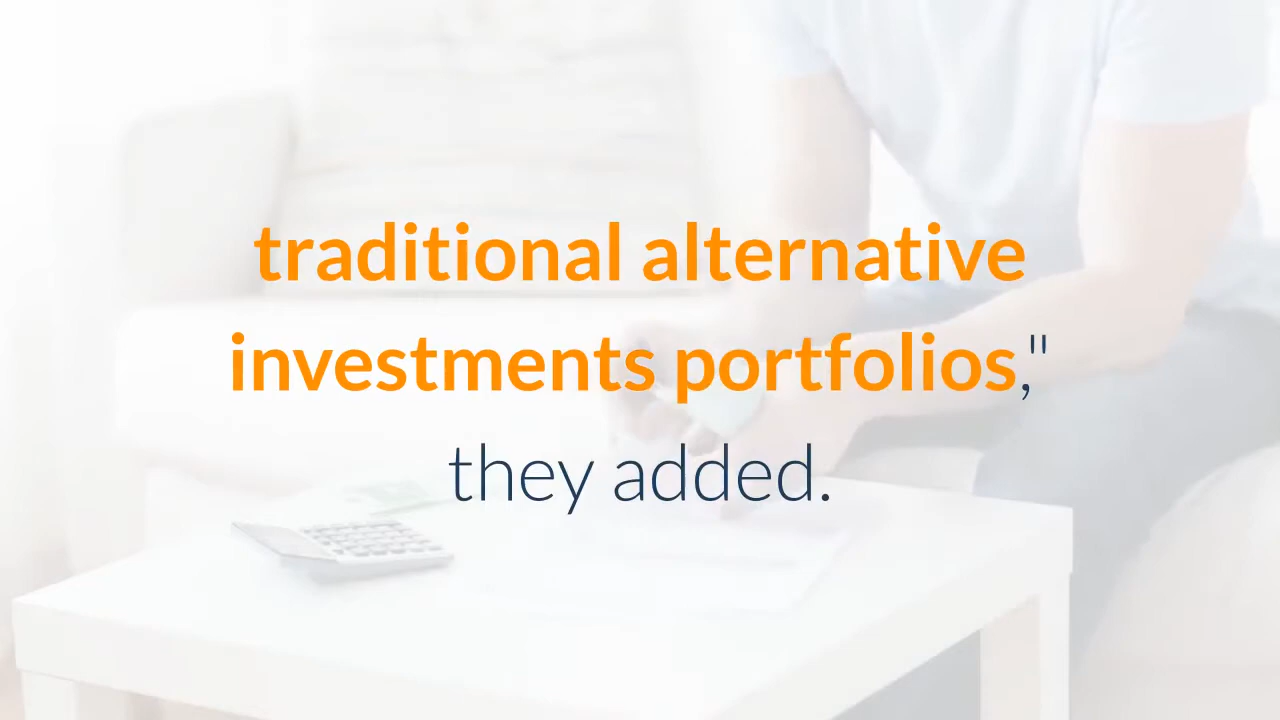 traditional alternative
investments portfolios,"
they added.